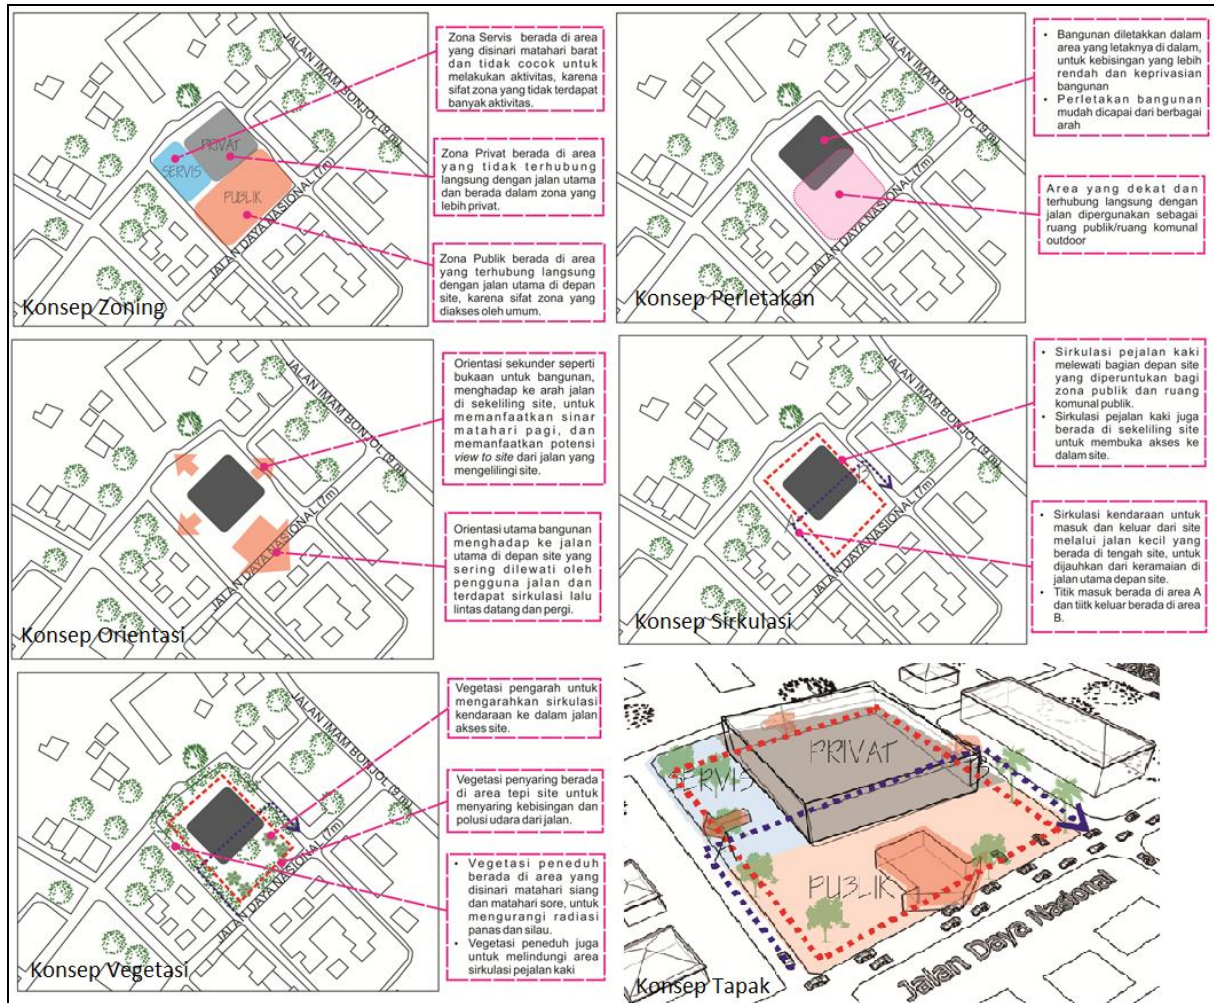 JALAN IMAM BONJOL (9 m)
PRIVAT
SERVIS
PUBLIK
JALAN DAYA NASIONAL (7m)
Konsep Zoning
Zona Servis berada di area
yang disinari matahari barat
dan tidak cocok untuk
melakukan aktivitas, karena
sifat zona yang tidak terdapat
banyak aktivitas.
Zona Privat berada di area
yang tidak terhubung
langsung dengan jalan utama
dan berada dalam zona yang
lebih privat.
Zona Publik berada di area
yang terhubung langsung
dengan jalan utama di depan
site, karena sifat zona yang
diakses oleh umum.
JALAN IMAM BONJOL (9 m)
JALAN DAYA NASIONAL (7m)
Konsep Perletakan
• Bangunan diletakkan dalam
area yang letaknya di dalam,
untuk kebisingan yang lebih
rendah dan keprivasian
bangunan
• Perletakan bangunan
mudah dicapai dari berbagai
arah
Area yang dekat dan
terhubung langsung dengan
jalan dipergunakan sebagai
ruang publik/ruang komunal
outdoor
JALAN IMAM BONJOL (9 m)
JALAN DAYA NASIONAL (7m)
Konsep Orientasi
Orientasi sekunder seperti
bukaan untuk bangunan,
menghadap ke arah jalan
di sekeliling site, untuk
memanfaatkan sinar
matahari pagi, dan
memanfaatkan potensi
view to site dari jalan yang
mengelilingi site.
Orientasi utama bangunan
menghadap ke jalan
utama di depan site yang
sering dilewati oleh
pengguna jalan dan
terdapat sirkulasi lalu
lintas datang dan pergi.
JALAN IMAM BONJOL (9 m)
JALAN DAYA NASIONAL (7m)
Konsep Sirkulasi
• Sirkulasi pejalan kaki
melewati bagian depan site
yang diperuntukan bagi
zona publik dan ruang
komunal publik.
• Sirkulasi pejalan kaki juga
berada di sekeliling site
untuk membuka akses ke
dalam site.
• Sirkulasi kendaraan untuk
masuk dan keluar dari site
melalui jalan kecil yang
berada di tengah site, untuk
dijauhkan dari keramaian di
jalan utama depan site.
• Titik masuk berada di area A
dan tiitk keluar berada di area
B.
JALAN IMAM BONJOL (9 m)
JALAN DAYA NASIONAL (7m)
Konsep Vegetasi
Vegetasi pengarah untuk
mengarahkan sirkulasi
kendaraan ke dalam jalan
akses site.
Vegetasi penyaring berada
di area tepi site untuk
menyaring kebisingan dan
polusi udara dari jalan.
• Vegetasi peneduh
berada di area yang
disinari matahari siang
dan matahari sore, untuk
mengurangi radiasi
panas dan silau.
• Vegetasi peneduh juga
untuk melindungi area
sirkulasi pejalan kaki
PRIVAT
SERVIS
PUBLIK
Jalan Daya Nasional
Konsep Tapak